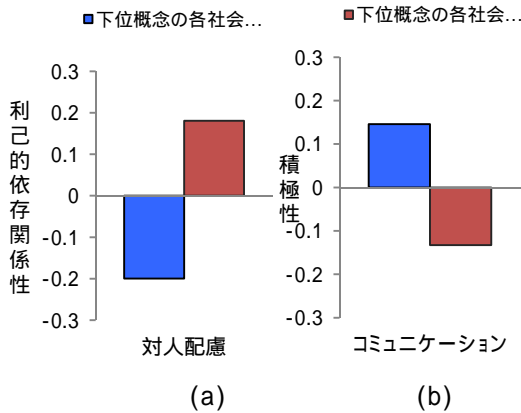 下位概念の各社会…
下位概念の各社会…
利己的依存関係性
0.3
0.2
0.1
0
-0.1
-0.2
-0.3
対人配慮
(a)
積極性
0.3
0.2
0.1
0
-0.1
-0.2
-0.3
コミュニケーション
(b)